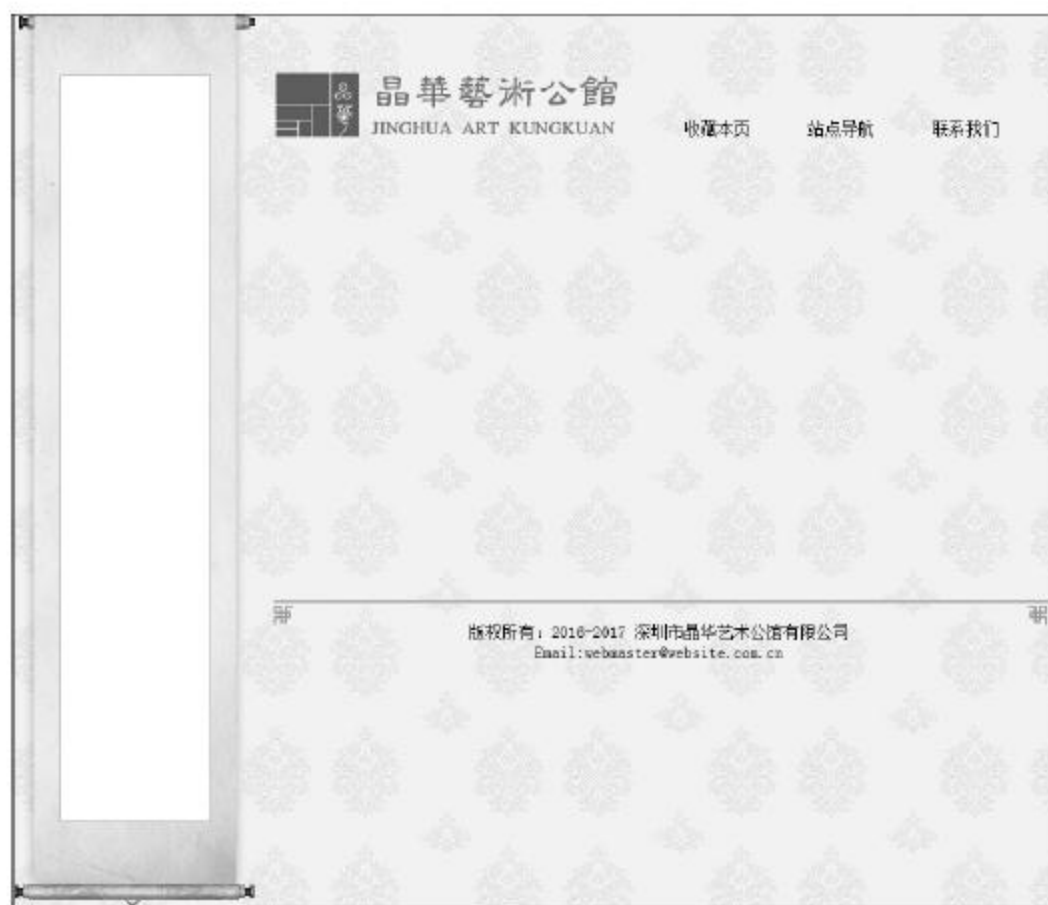 晶華
晶華藝術公館
JINGHUA ART KUNGKUAN
收藏本页 站点导航 联系我们
版权所有：2016-2017 深圳市晶华艺术公馆有限公司
Email:webmaster@website.com.cn